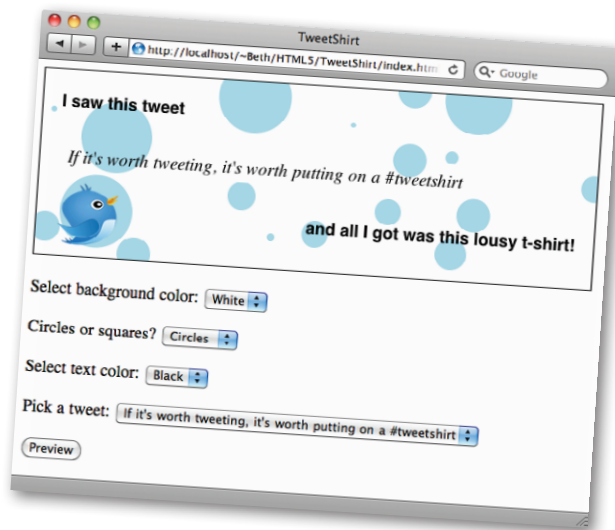 TweetShirt
http://localhost/~Beth/HTML5/TweetShirt/index.htm
Google
I saw this tweet
If it's worth tweeting, it's worth putting on a #tweetshirt
and all I got was this lousy t-shirt!
Select background color: White
Circles or squares? Circles
Select text color: Black
Pick a tweet: If it's worth tweeting, it's worth putting on a #tweetshirt
Preview